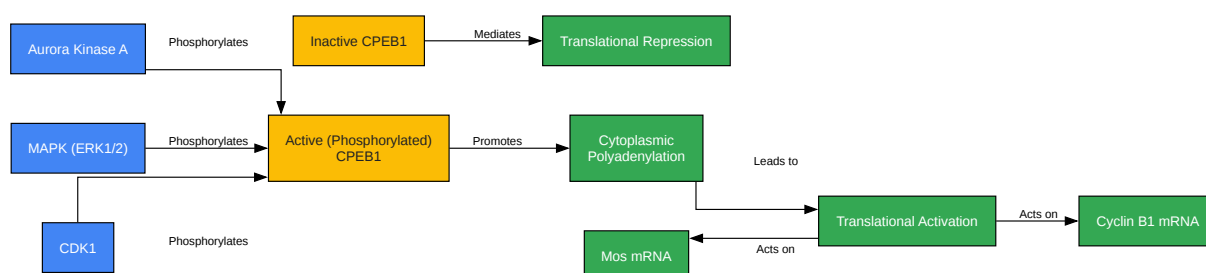 Aurora Kinase A
Phosphorylates
Inactive CPEB1
Mediates
Translational Repression
MAPK (ERK1/2)
Phosphorylates
Active (Phosphorylated)
CPEB1
Promotes
Cytoplasmic
Polyadenylation
Leads to
Translational Activation
Acts on
Cyclin B1 mRNA
CDK1
Phosphorylates
Mos mRNA
Acts on